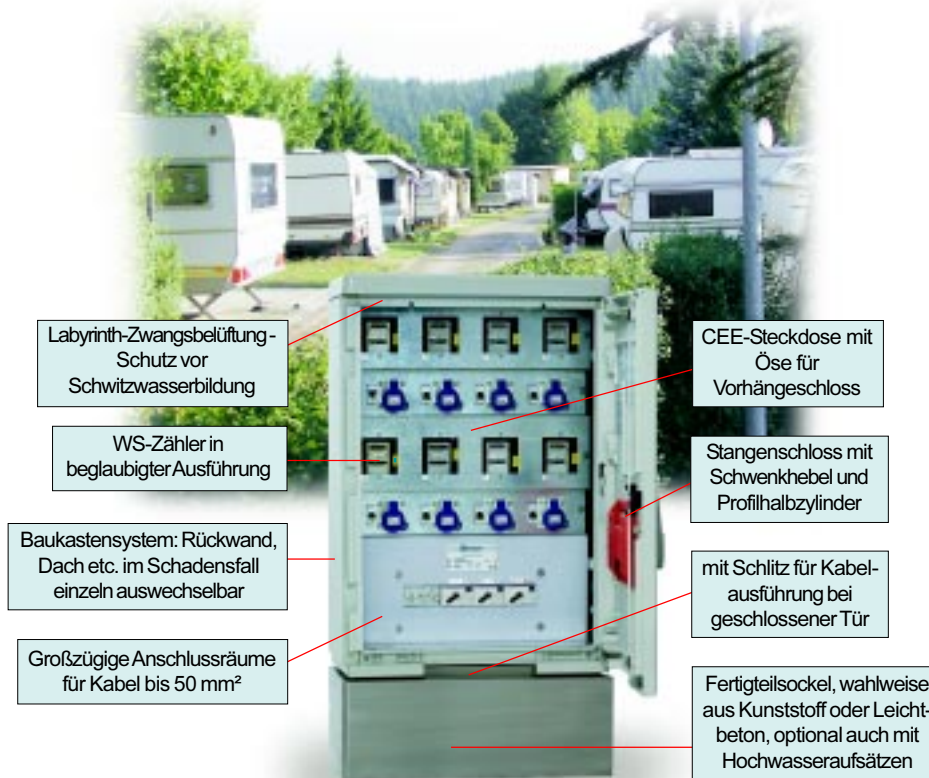 Labyrinth-Zwangsbelüftung -
Schutz vor
Schwitzwasserbildung
WS-Zähler in
beglaubigter Ausführung
Baukastensystem: Rückwand,
Dach etc. im Schadensfall
einzeln auswechselbar
Großzügige Anschlussräume
für Kabel bis 50 mm²
CEE-Steckdose mit
Öse für
Vorhängeschloss
Stangenschloss mit
Schwenkhebel und
Profilhalbzylinder
mit Schlitz für Kabel-
ausführung bei
geschlossener Tür
Fertigteilsockel, wahlweise
aus Kunststoff oder Leicht-
beton, optional auch mit
Hochwasseraufsätzen